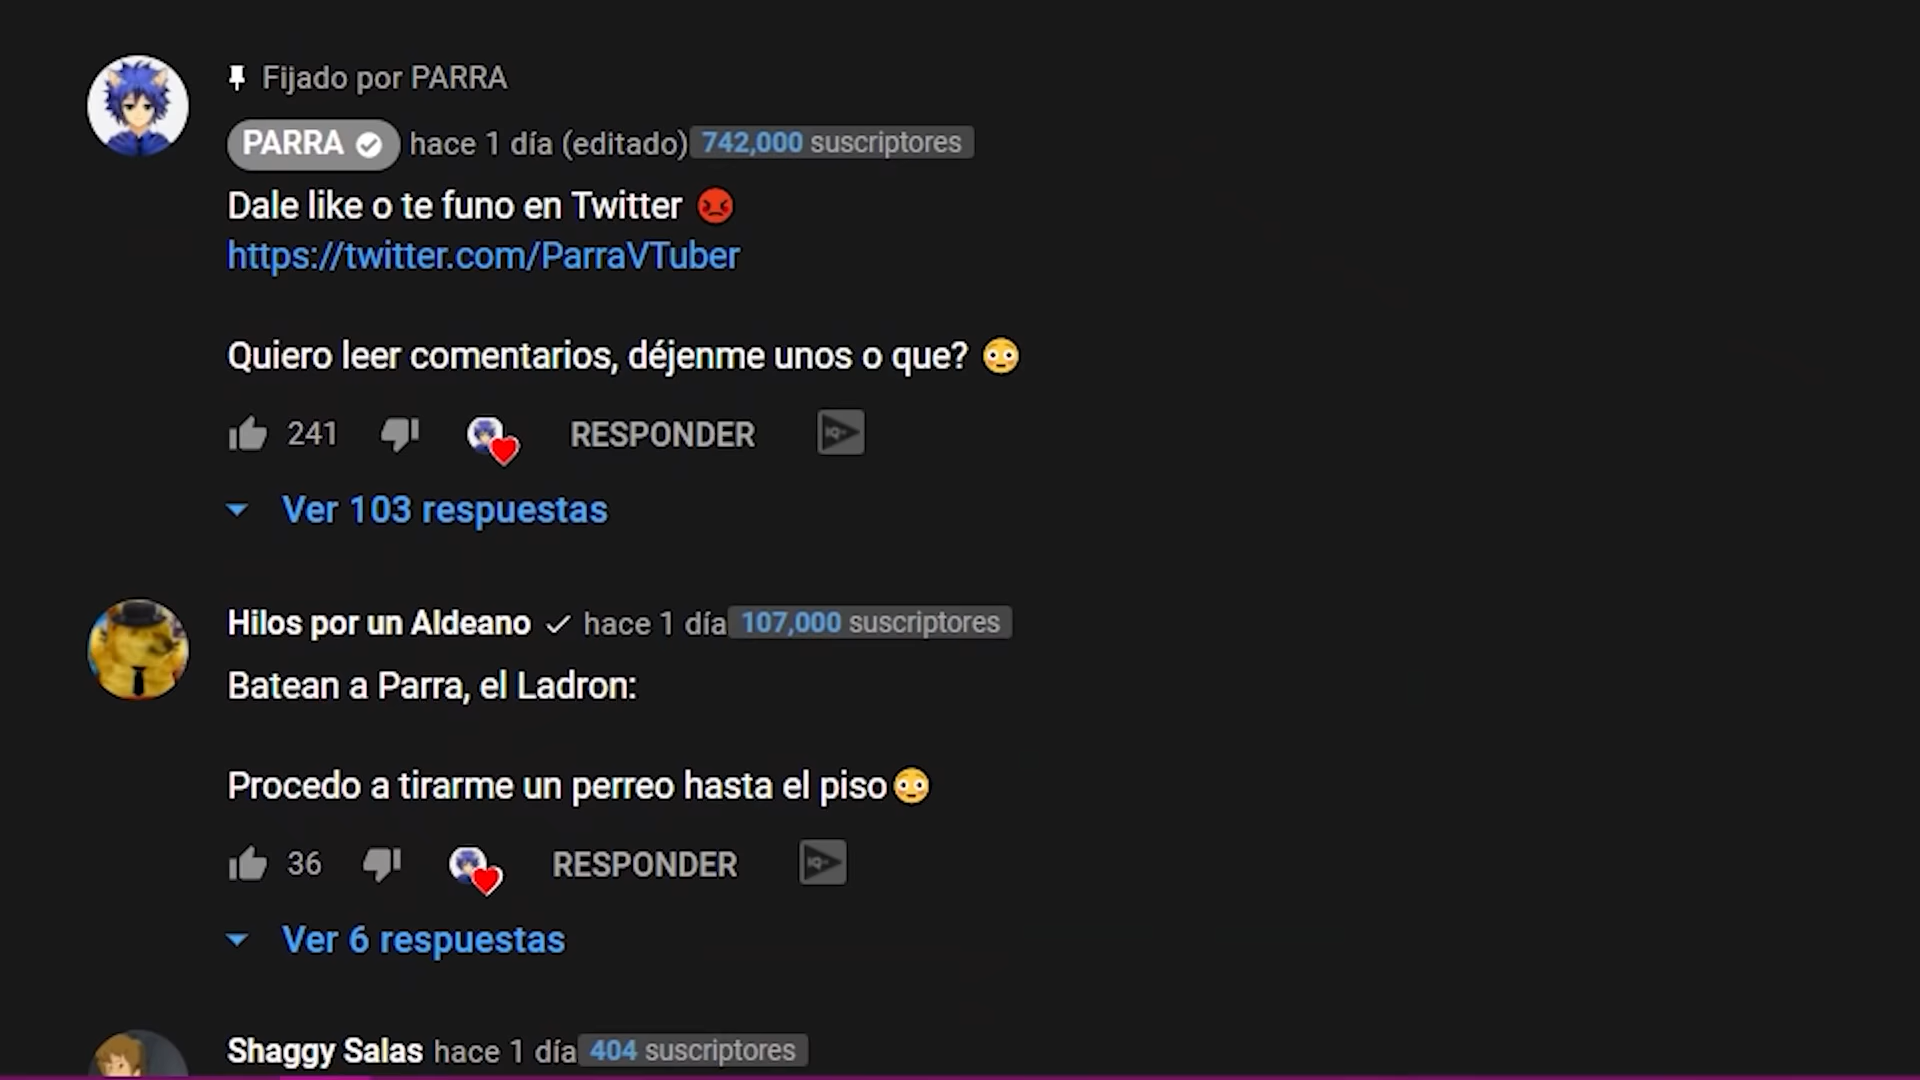 Fijado por PARRA
PARRA hace 1 día (editado) 742,000 suscriptores
Dale like o te funo en Twitter 😡
https://twitter.com/ParraVTuber
Quiero leer comentarios, déjenme unos o que? 😳
241 RESPONDER IQ
Ver 103 respuestas
Hilos por un Aldeano ✓ hace 1 día 107,000 suscriptores
Batean a Parra, el Ladron:
Procedo a tirarme un perreo hasta el piso😳
36 RESPONDER IQ
Ver 6 respuestas
Shaggy Salas hace 1 día 404 suscriptores